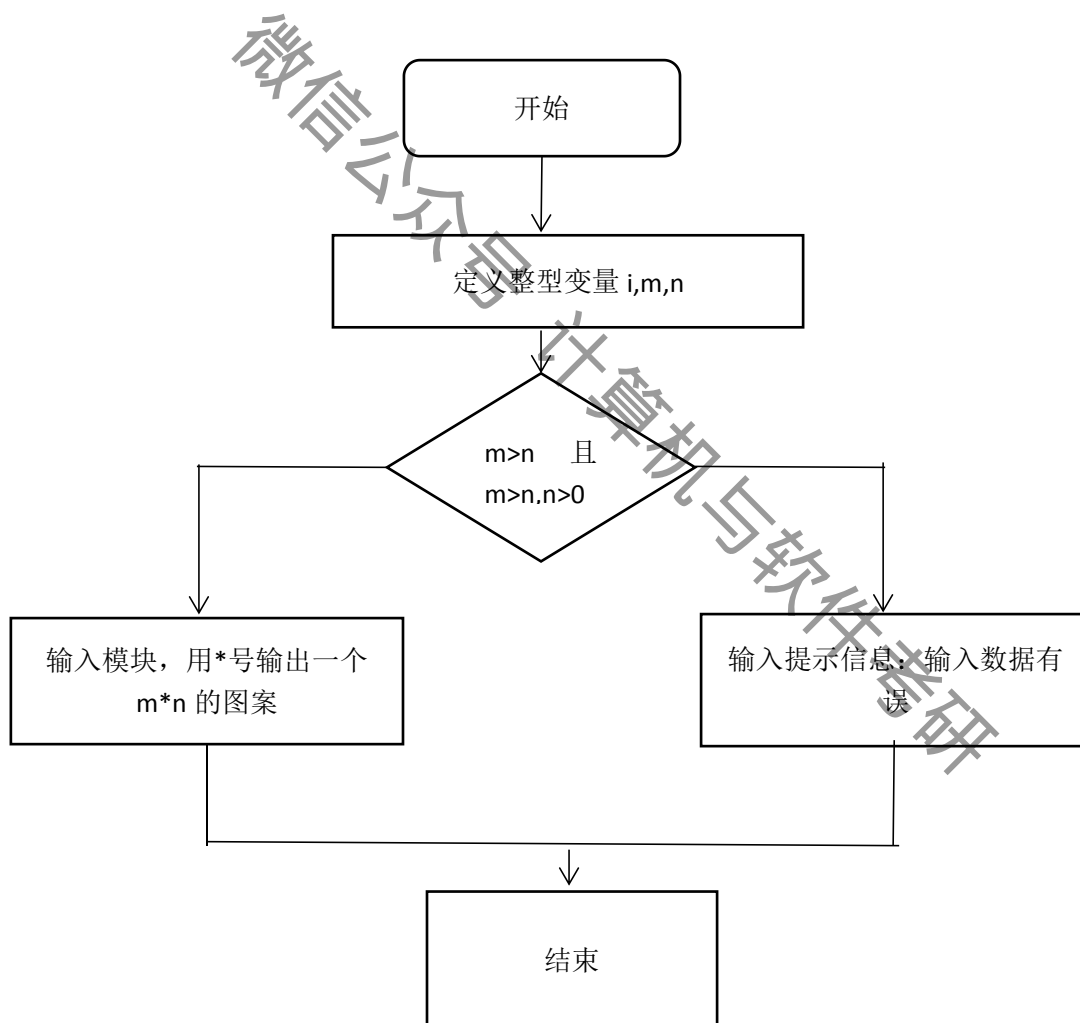 开始
定义整型变量 i,m,n
m>n 且
m>n,n>0
输入模块，用*号输出一个
m*n 的图案
输入提示信息：输入数据有
误
结束
微信公众号 计算机与软件考研